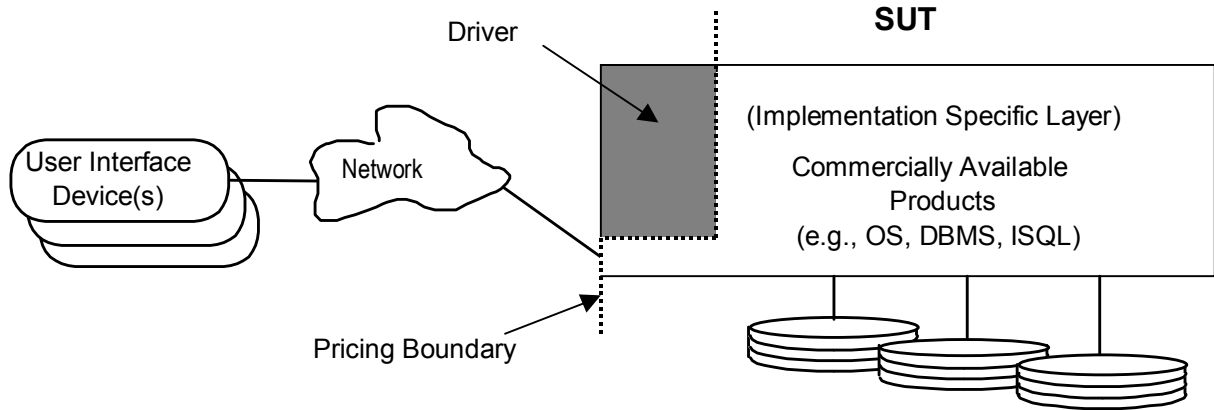 SUT
Driver
(Implementation Specific Layer)
User Interface
Device(s)
Network
Commercially Available
Products
(e.g., OS, DBMS, ISQL)
Pricing Boundary